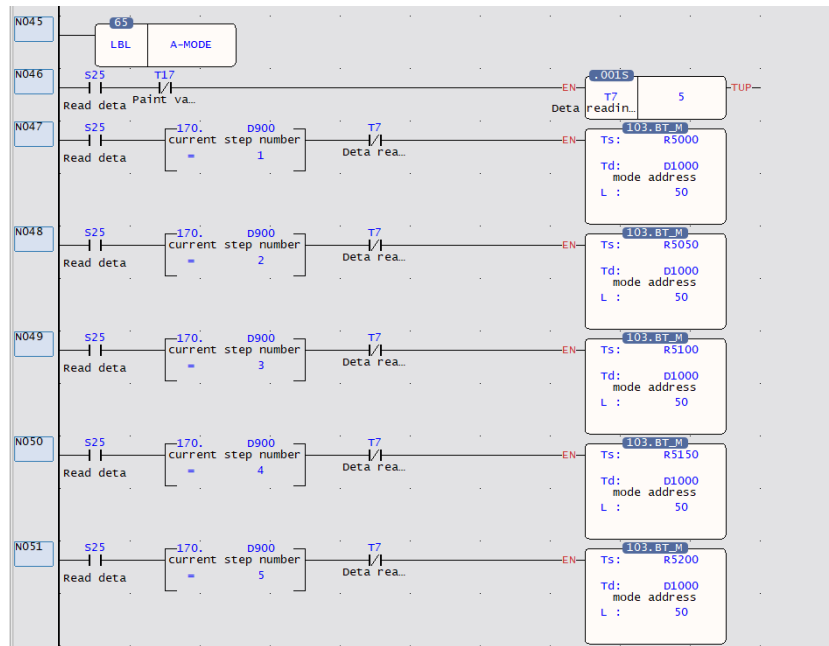 N045
65
LBL A-MODE
N046 S25 T17 .001S
EN T7 5 TUP
Read deta Paint va… Deta readin…
N047 S25 170. D900 T7 103.BT_M
current step number EN Ts: R5000
Read deta = 1 Deta rea…
Td: D1000
mode address
L : 50
N048 S25 170. D900 T7 103.BT_M
current step number EN Ts: R5050
Read deta = 2 Deta rea…
Td: D1000
mode address
L : 50
N049 S25 170. D900 T7 103.BT_M
current step number EN Ts: R5100
Read deta = 3 Deta rea…
Td: D1000
mode address
L : 50
N050 S25 170. D900 T7 103.BT_M
current step number EN Ts: R5150
Read deta = 4 Deta rea…
Td: D1000
mode address
L : 50
N051 S25 170. D900 T7 103.BT_M
current step number EN Ts: R5200
Read deta = 5 Deta rea…
Td: D1000
mode address
L : 50